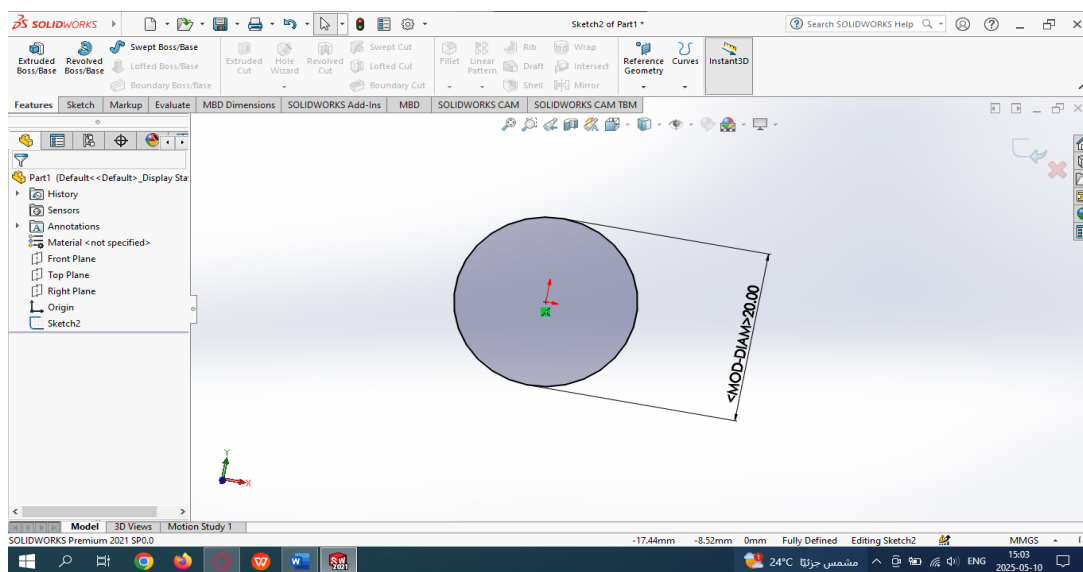 SOLIDWORKS
Sketch2 of Part1 *
Search SOLIDWORKS Help
Extruded Boss/Base
Revolved Boss/Base
Swept Boss/Base
Lofted Boss/Base
Boundary Boss/Base
Extruded Cut
Hole Wizard
Revolved Cut
Swept Cut
Lofted Cut
Boundary Cut
Fillet
Linear Pattern
Rib
Draft
Shell
Wrap
Intersect
Mirror
Reference Geometry
Curves
Instant3D
Features Sketch Markup Evaluate MBD Dimensions SOLIDWORKS Add-Ins MBD SOLIDWORKS CAM SOLIDWORKS CAM TBM
Part1 (Default<<Default>_Display Sta
History
Sensors
Annotations
Material <not specified>
Front Plane
Top Plane
Right Plane
Origin
Sketch2
<MOD-DIAM>20.00
Y
X
Model 3D Views Motion Study 1
SOLIDWORKS Premium 2021 SP0.0
-17.44mm -8.52mm 0mm Fully Defined Editing Sketch2 MMGS
W
W
SW
2021
24°C مشمس جزئيًا
ENG
15:03
2025-05-10